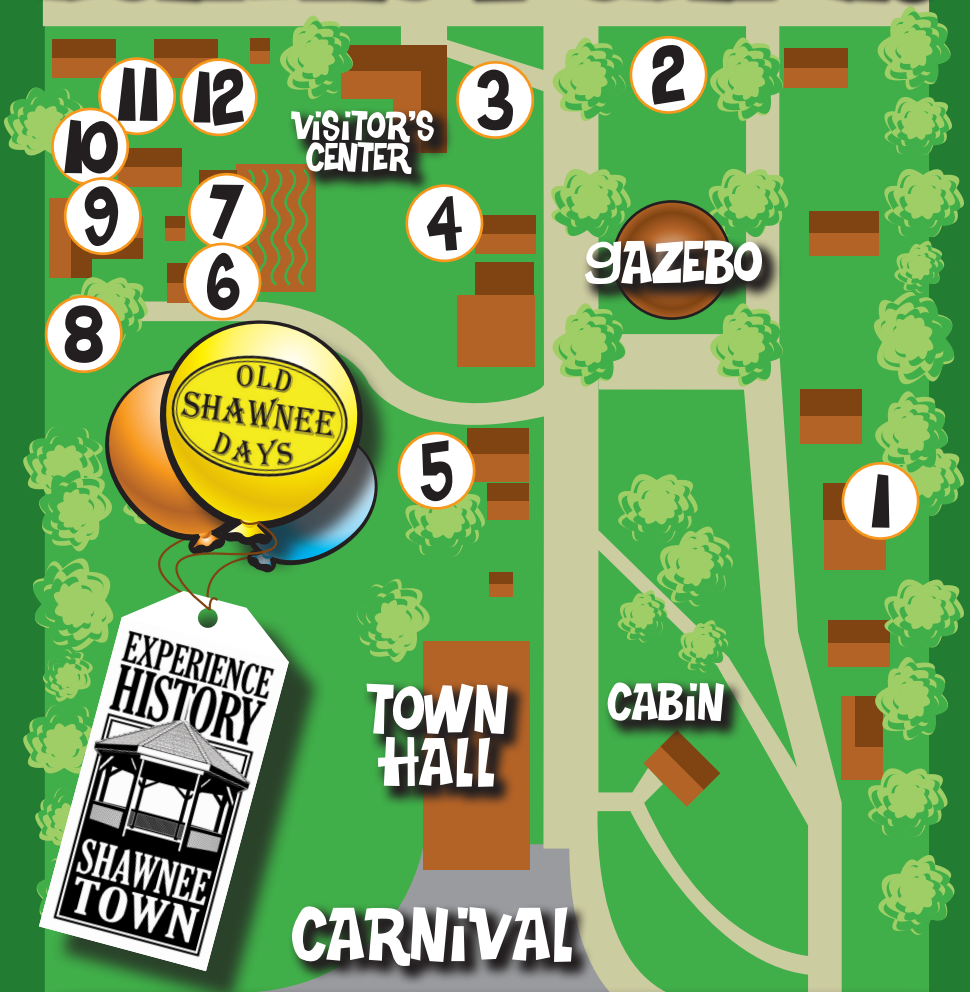 11
12
2
3
VISITOR'S
CENTER
10
9
7
4
6
GAZEBO
8
OLD
SHAWNEE
DAYS
5
1
EXPERIENCE
HISTORY
SHAWNEE
TOWN
TOWN
HALL
CABIN
CARNIVAL